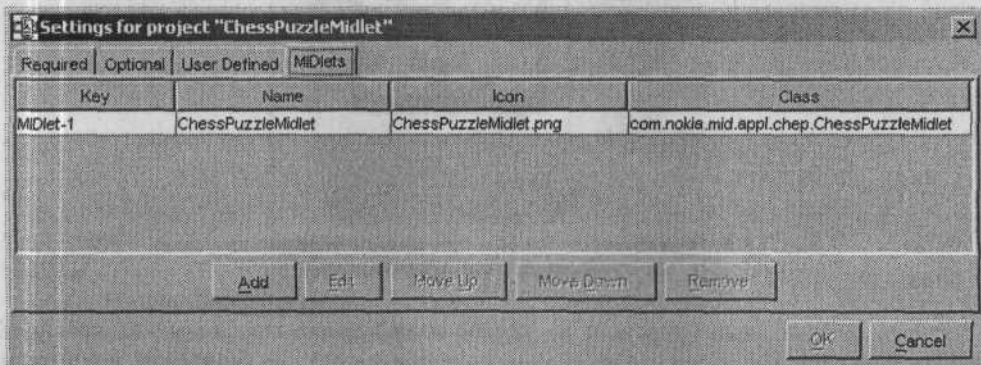 Settings for project "ChessPuzzleMidlet"
Required Optional User Defined MIDlets
Key Name Icon Class
MIDlet-1 ChessPuzzleMidlet ChessPuzzleMidlet.png com.nokia.mid.appl.chep.ChessPuzzleMidlet
Add Edit Move Up Move Down Remove
OK Cancel